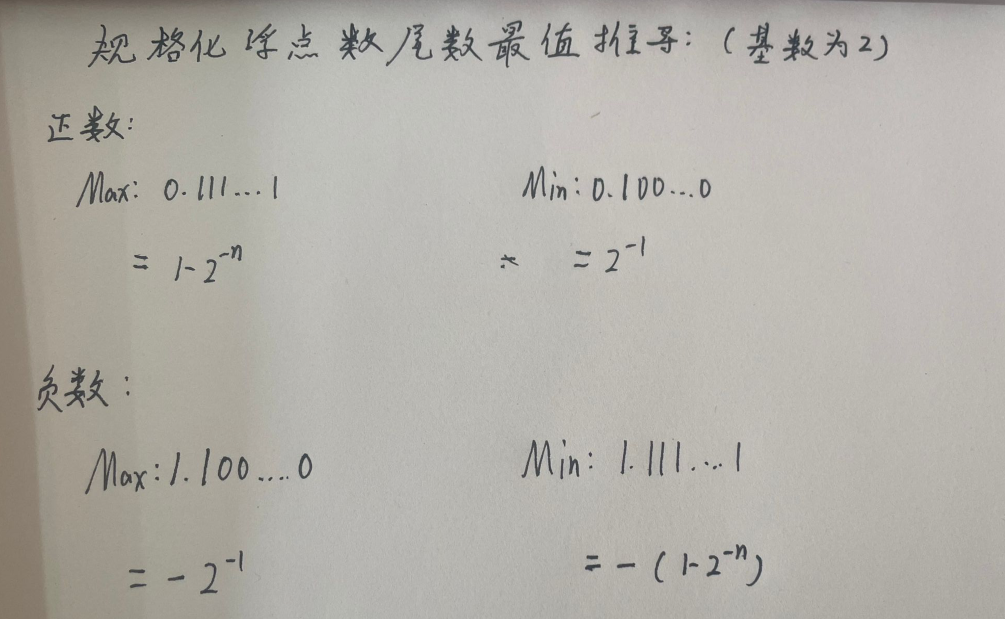 规格化浮点数尾数最值推导:(基数为2)
正数:
Max: 0.111...1 Min: 0.100...0
= 1-2⁻ⁿ = 2⁻¹
负数:
Max: 1.100....0 Min: 1.111...1
= -2⁻¹ = -(1-2⁻ⁿ)